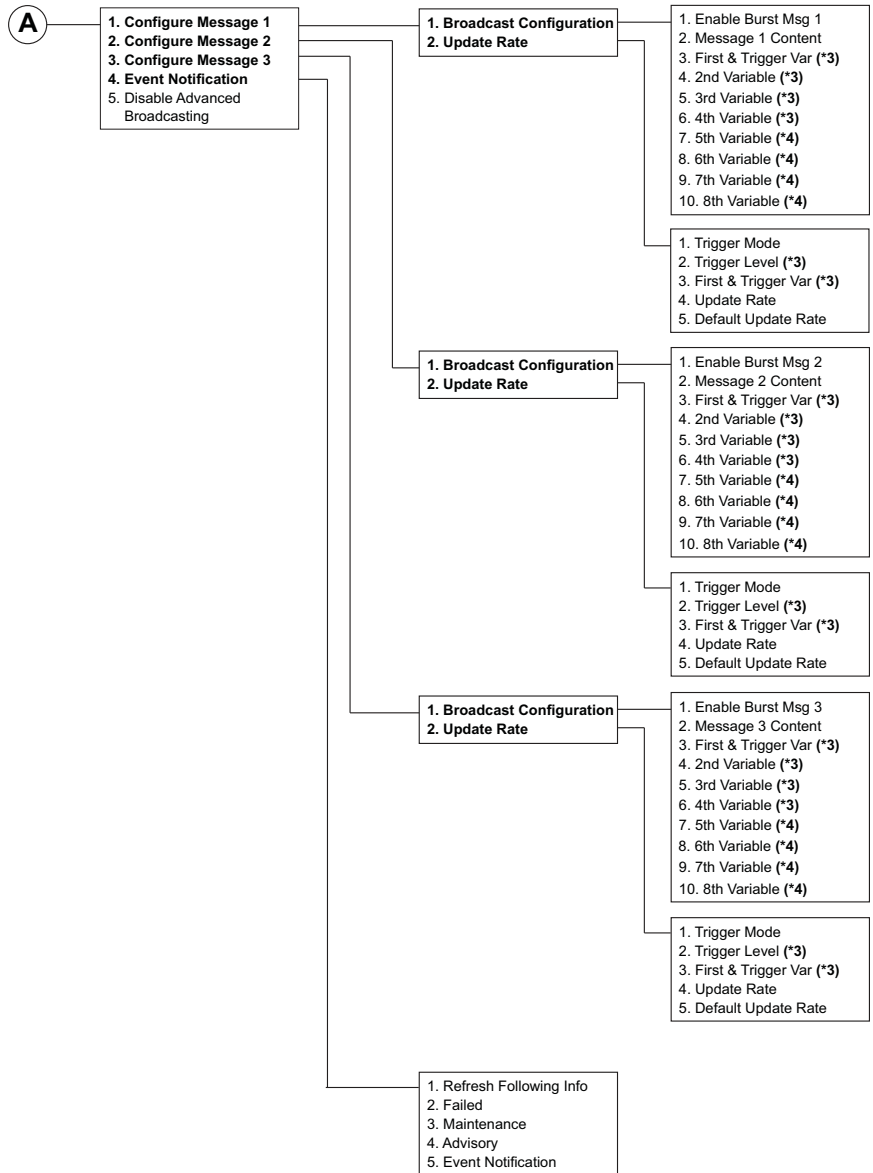 A
1. Configure Message 1
2. Configure Message 2
3. Configure Message 3
4. Event Notification
5. Disable Advanced
Broadcasting
1. Broadcast Configuration
2. Update Rate
1. Enable Burst Msg 1
2. Message 1 Content
3. First & Trigger Var (*3)
4. 2nd Variable (*3)
5. 3rd Variable (*3)
6. 4th Variable (*3)
7. 5th Variable (*4)
8. 6th Variable (*4)
9. 7th Variable (*4)
10. 8th Variable (*4)
1. Trigger Mode
2. Trigger Level (*3)
3. First & Trigger Var (*3)
4. Update Rate
5. Default Update Rate
1. Broadcast Configuration
2. Update Rate
1. Enable Burst Msg 2
2. Message 2 Content
3. First & Trigger Var (*3)
4. 2nd Variable (*3)
5. 3rd Variable (*3)
6. 4th Variable (*3)
7. 5th Variable (*4)
8. 6th Variable (*4)
9. 7th Variable (*4)
10. 8th Variable (*4)
1. Trigger Mode
2. Trigger Level (*3)
3. First & Trigger Var (*3)
4. Update Rate
5. Default Update Rate
1. Broadcast Configuration
2. Update Rate
1. Enable Burst Msg 3
2. Message 3 Content
3. First & Trigger Var (*3)
4. 2nd Variable (*3)
5. 3rd Variable (*3)
6. 4th Variable (*3)
7. 5th Variable (*4)
8. 6th Variable (*4)
9. 7th Variable (*4)
10. 8th Variable (*4)
1. Trigger Mode
2. Trigger Level (*3)
3. First & Trigger Var (*3)
4. Update Rate
5. Default Update Rate
1. Refresh Following Info
2. Failed
3. Maintenance
4. Advisory
5. Event Notification